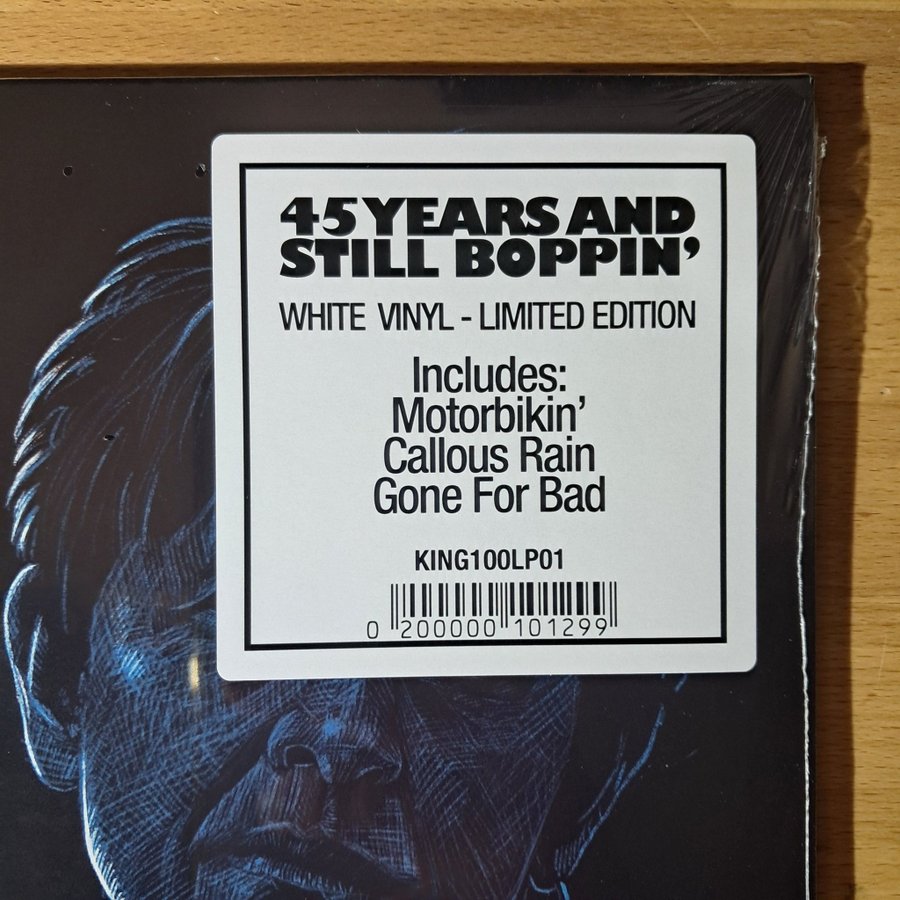 45 YEARS AND
STILL BOPPIN'
WHITE VINYL - LIMITED EDITION
Includes:
Motorbikin'
Callous Rain
Gone For Bad
KING100LP01
0 200000 101299